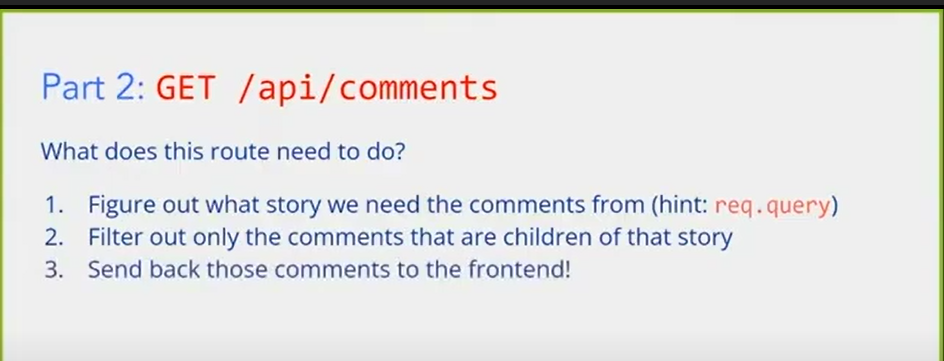 Part 2: GET /api/comments
What does this route need to do?
1. Figure out what story we need the comments from (hint: req.query)
2. Filter out only the comments that are children of that story
3. Send back those comments to the frontend!